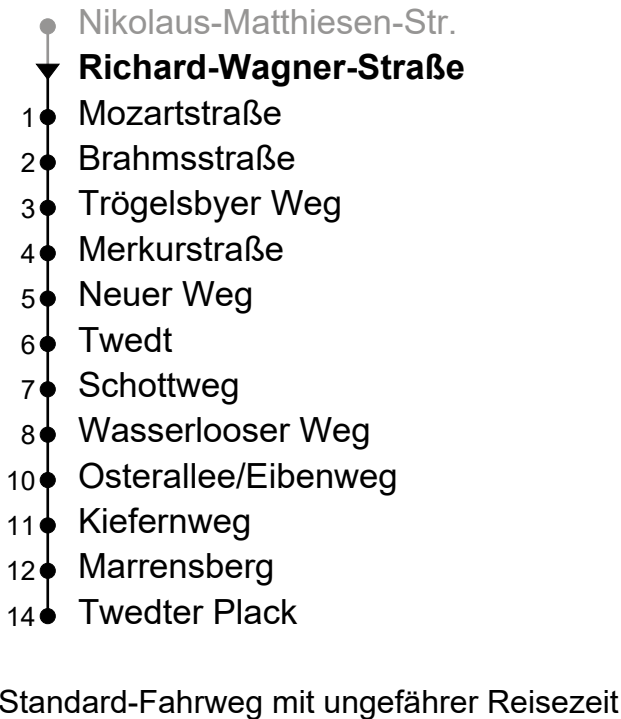 Nikolaus-Matthiesen-Str.
Richard-Wagner-Straße
1 Mozartstraße
2 Brahmsstraße
3 Trögelsbyer Weg
4 Merkurstraße
5 Neuer Weg
6 Twedt
7 Schottweg
8 Wasserlooser Weg
10 Osterallee/Eibenweg
11 Kiefernweg
12 Marrensberg
14 Twedter Plack
Standard-Fahrweg mit ungefährer Reisezeit